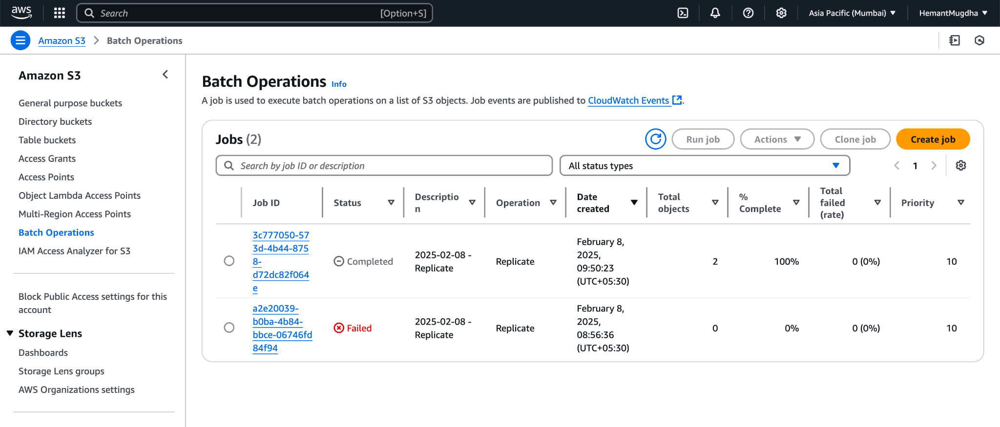 aws
Search [Option+S]
Asia Pacific (Mumbai)
HemantMugdha
Amazon S3
Batch Operations
Amazon S3
General purpose buckets
Directory buckets
Table buckets
Access Grants
Access Points
Object Lambda Access Points
Multi-Region Access Points
Batch Operations
IAM Access Analyzer for S3
Block Public Access settings for this
account
Storage Lens
Dashboards
Storage Lens groups
AWS Organizations settings
Batch Operations Info
A job is used to execute batch operations on a list of S3 objects. Job events are published to CloudWatch Events.
Jobs (2)
Run job
Actions
Clone job
Create job
Search by job ID or description
All status types
1
Job ID
Status
Descriptio
n
Operation
Date
created
Total
objects
%
Complete
Total
failed
(rate)
Priority
3c777050-57
3d-4b44-875
8-
d72dc82f064
e
Completed
2025-02-08 -
Replicate
Replicate
February 8,
2025,
09:50:23
(UTC+05:30)
2
100%
0 (0%)
10
a2e20039-
b0ba-4b84-
bbce-06746fd
84f94
Failed
2025-02-08 -
Replicate
Replicate
February 8,
2025,
08:56:36
(UTC+05:30)
0
0%
0 (0%)
10